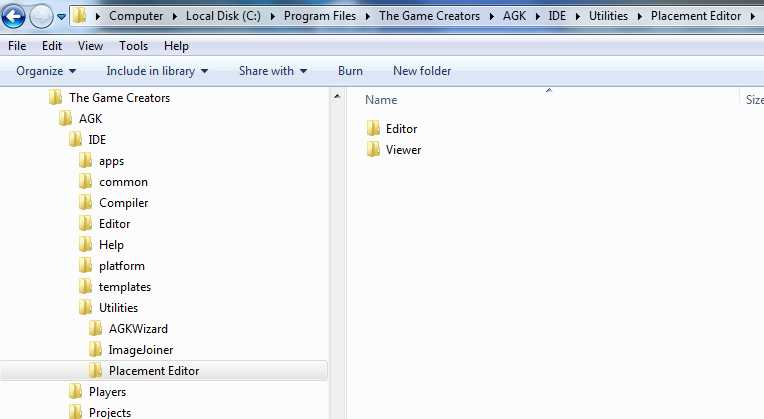 Computer ▸ Local Disk (C:) ▸ Program Files ▸ The Game Creators ▸ AGK ▸ IDE ▸ Utilities ▸ Placement Editor ▸
File Edit View Tools Help
Organize Include in library Share with Burn New folder
The Game Creators
AGK
IDE
apps
common
Compiler
Editor
Help
platform
templates
Utilities
AGKWizard
ImageJoiner
Placement Editor
Players
Projects
Name Size
Editor
Viewer